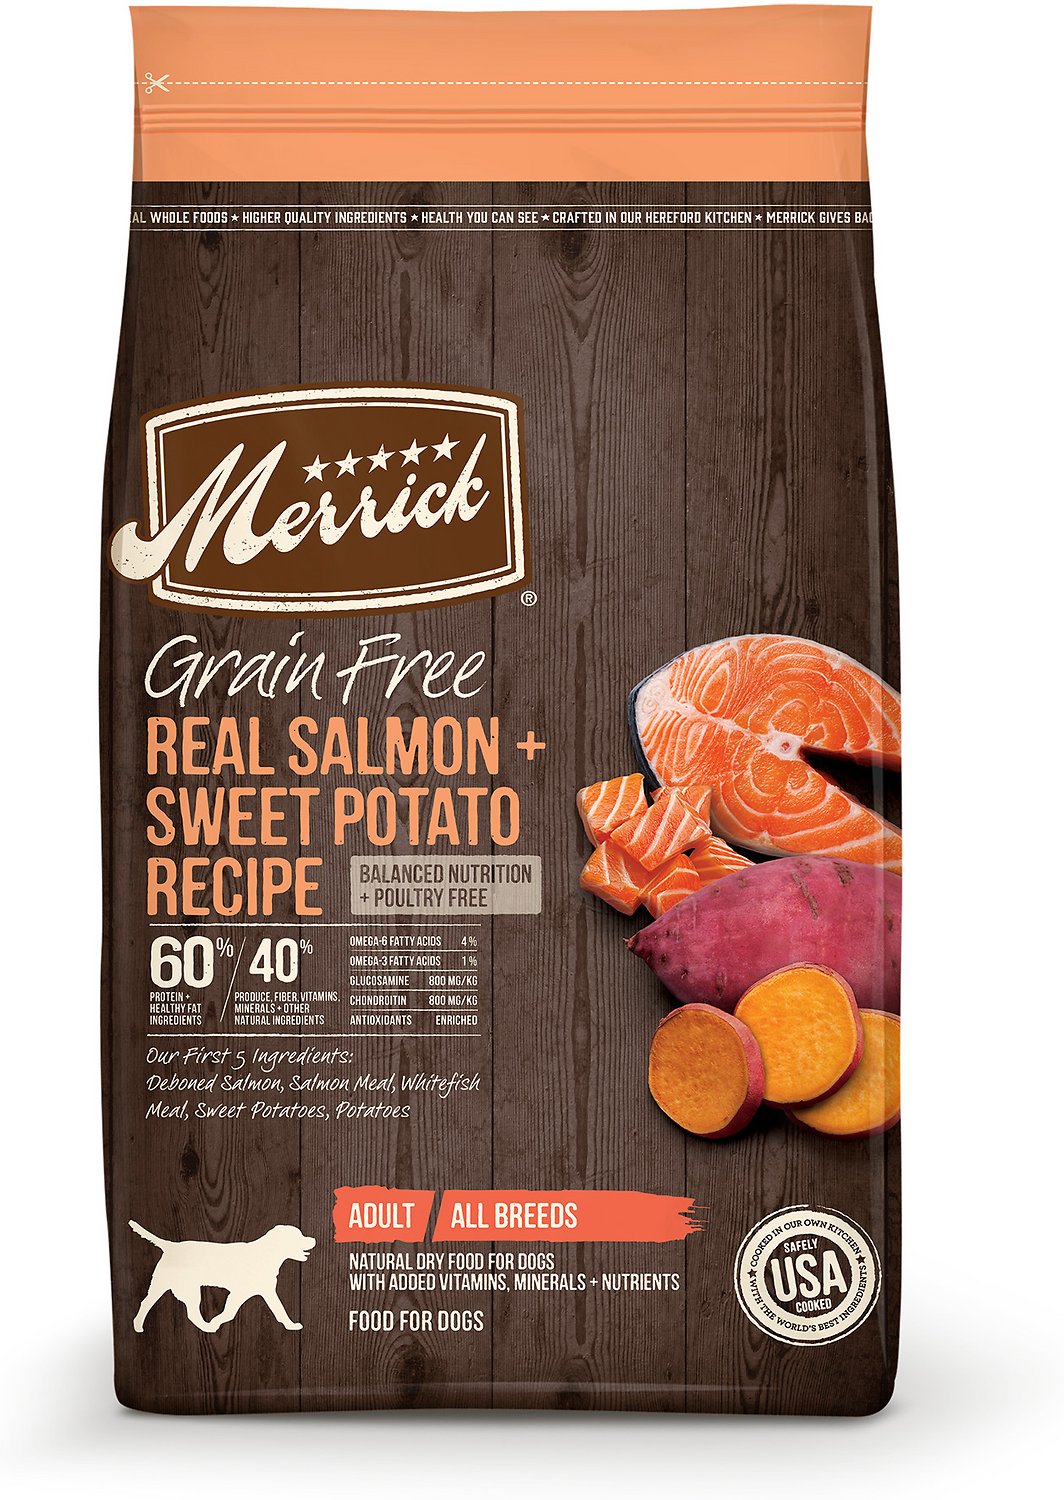 WHOLE FOODS ★ HIGHER QUALITY INGREDIENTS ★ HEALTH YOU CAN SEE ★ CRAFTED IN OUR HEREFORD KITCHEN ★ MERRICK GIVES
Merrick®
Grain Free
REAL SALMON +
SWEET POTATO
RECIPE
BALANCED NUTRITION
+ POULTRY FREE
60% / 40%
PROTEIN +
HEALTHY FAT
INGREDIENTS
PRODUCE, FIBER, VITAMINS,
MINERALS + OTHER
NATURAL INGREDIENTS
OMEGA-6 FATTY ACIDS 4%
OMEGA-3 FATTY ACIDS 1%
GLUCOSAMINE 800 MG/KG
CHONDROITIN 800 MG/KG
ANTIOXIDANTS ENRICHED
Our First 5 Ingredients:
Deboned Salmon, Salmon Meal, Whitefish
Meal, Sweet Potatoes, Potatoes
ADULT / ALL BREEDS
NATURAL DRY FOOD FOR DOGS
WITH ADDED VITAMINS, MINERALS + NUTRIENTS
FOOD FOR DOGS
★ COOKED IN OUR OWN KITCHEN ★
WITH THE WORLD'S BEST INGREDIENTS
SAFELY
USA
COOKED